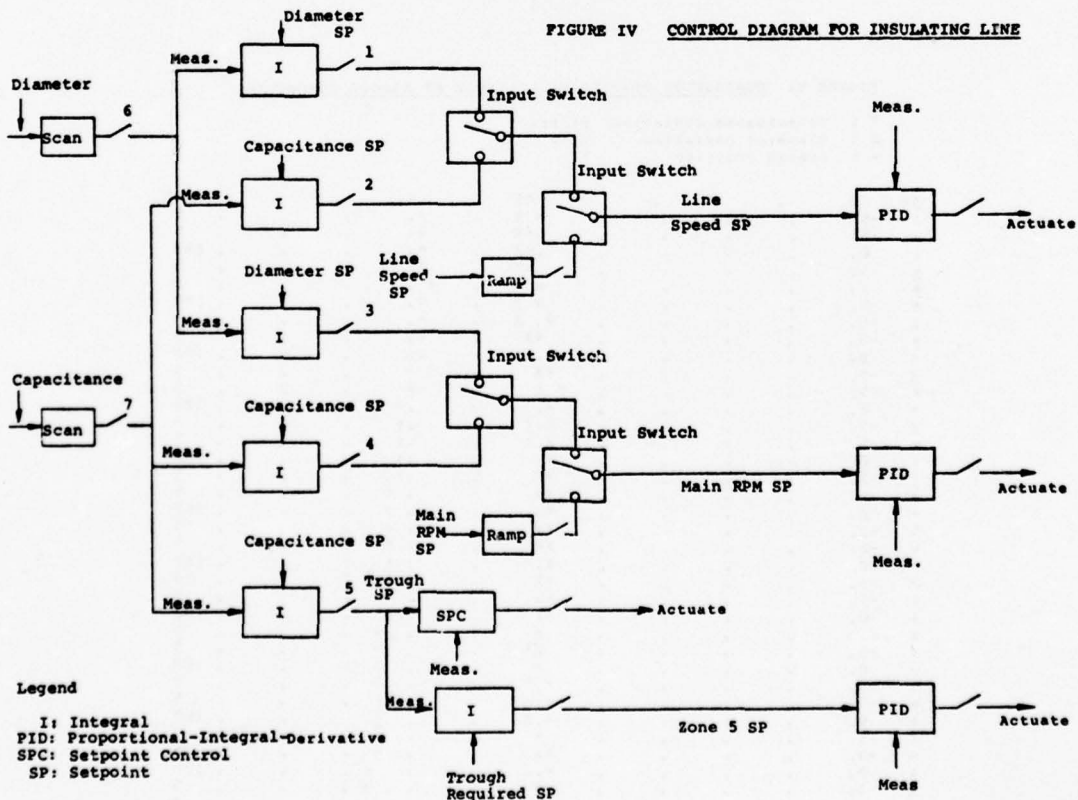 FIGURE IV CONTROL DIAGRAM FOR INSULATING LINE
Diameter
SP
Meas.
I
1
Diameter
Scan
6
Input Switch
Meas.
Capacitance SP
Meas.
I
2
Input Switch
Line
Speed SP
PID
Actuate
Line
Speed
SP
Ramp
Diameter SP
Meas.
I
3
Input Switch
Capacitance
Scan
7
Capacitance SP
Meas.
I
4
Input Switch
Main RPM SP
PID
Actuate
Meas.
Main
RPM
SP
Ramp
Capacitance SP
Meas.
I
5
Trough
SP
SPC
Actuate
Meas.
Meas.
I
Zone 5 SP
PID
Actuate
Meas
Trough
Required SP
Legend
I: Integral
PID: Proportional-Integral-Derivative
SPC: Setpoint Control
SP: Setpoint